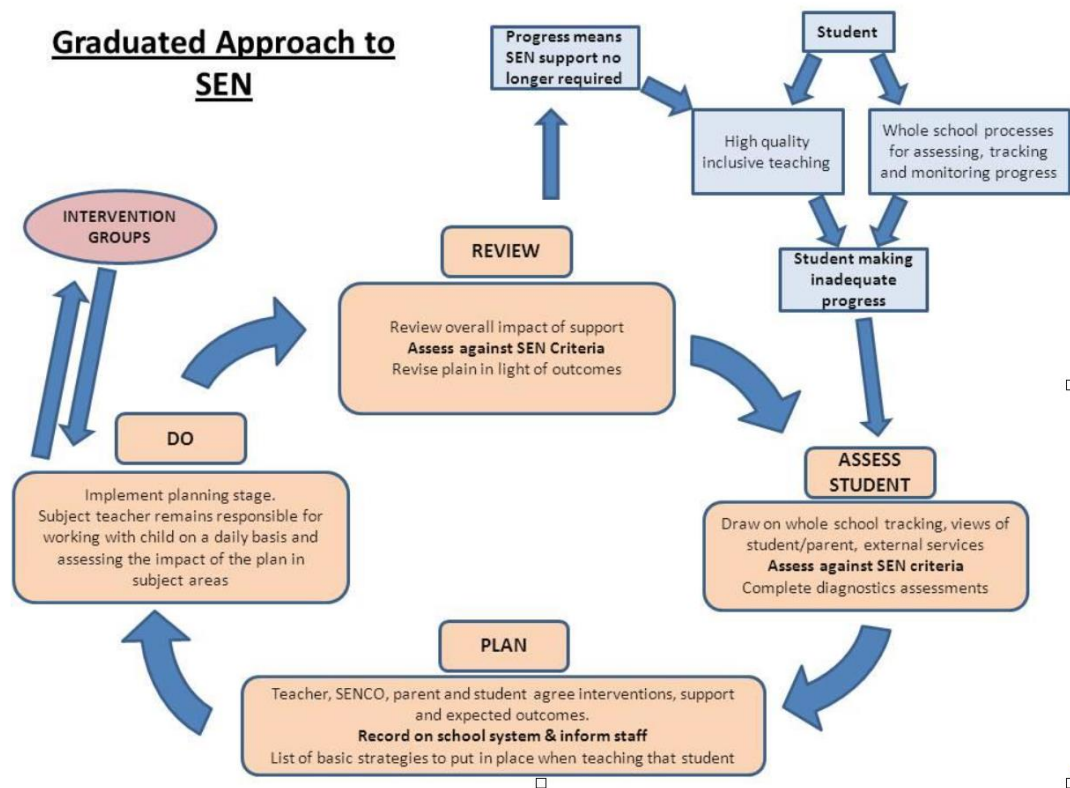 Graduated Approach to
SEN
Progress means
SEN support no
longer required
Student
High quality
inclusive teaching
Whole school processes
for assessing, tracking
and monitoring progress
Student making
inadequate
progress
INTERVENTION
GROUPS
REVIEW
Review overall impact of support
Assess against SEN Criteria
Revise plain in light of outcomes
DO
Implement planning stage.
Subject teacher remains responsible for
working with child on a daily basis and
assessing the impact of the plan in
subject areas
ASSESS
STUDENT
Draw on whole school tracking, views of
student/parent, external services
Assess against SEN criteria
Complete diagnostics assessments
PLAN
Teacher, SENCO, parent and student agree interventions, support
and expected outcomes.
Record on school system & inform staff
List of basic strategies to put in place when teaching that student